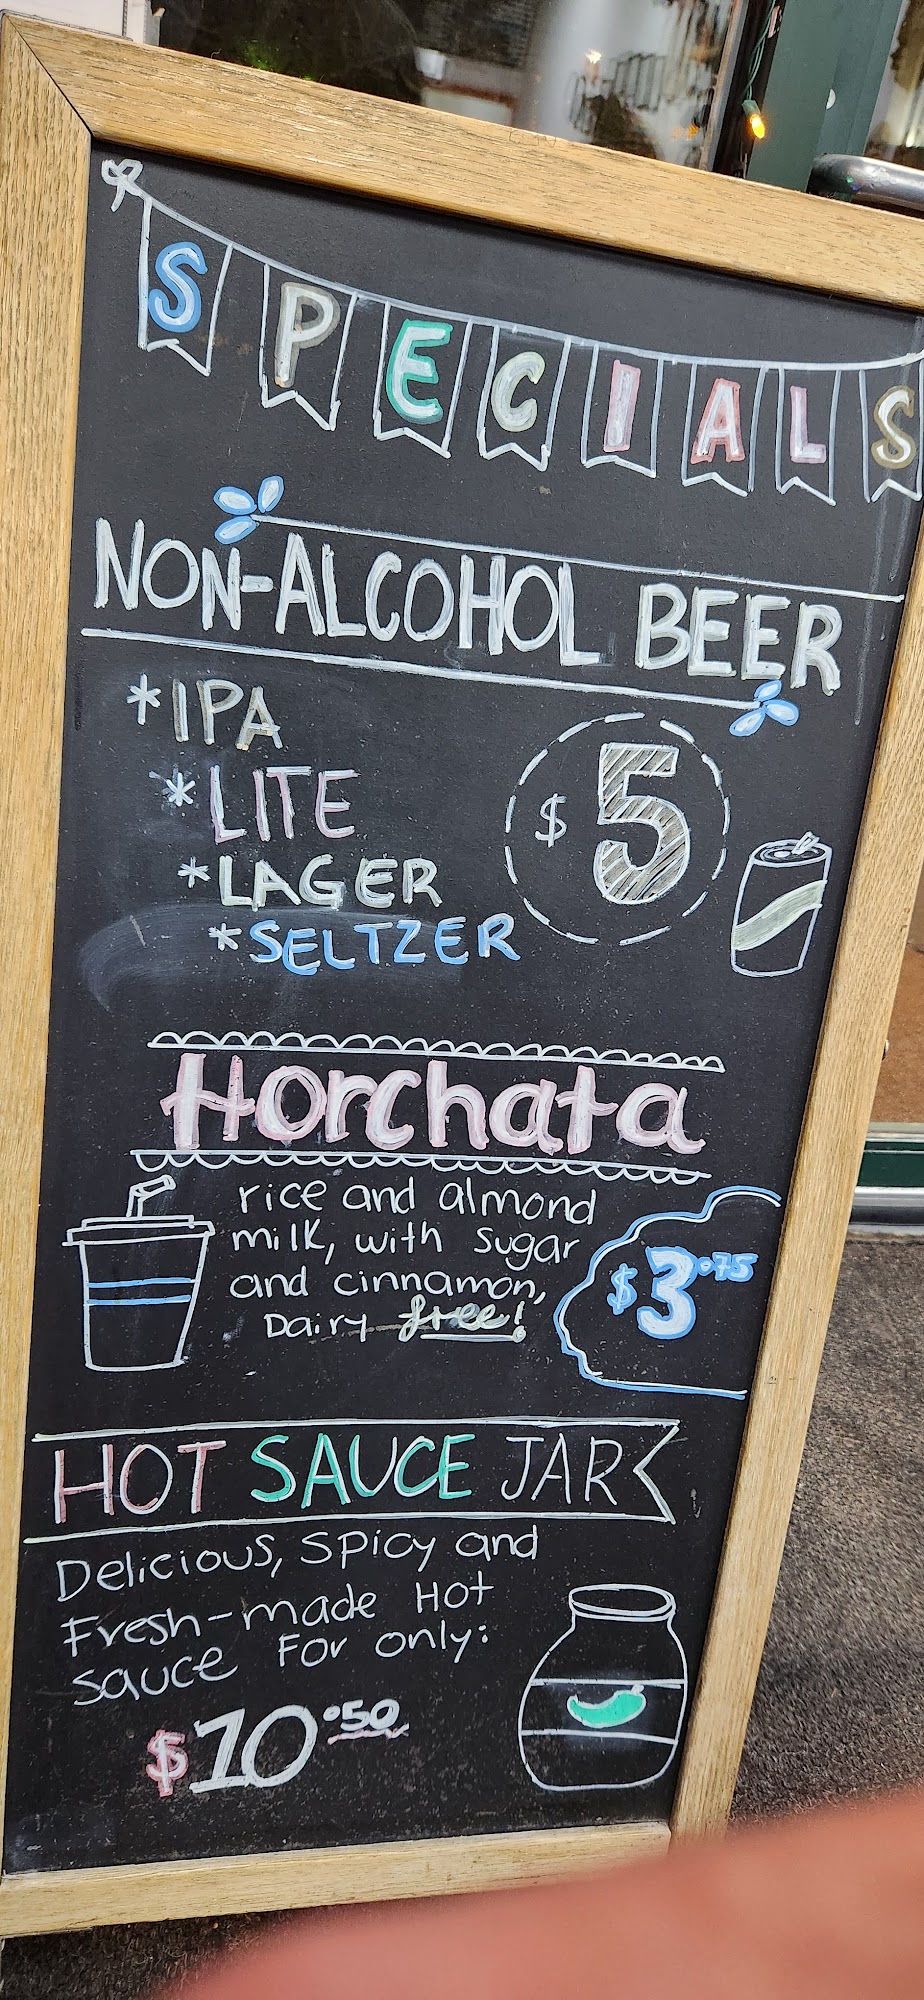 SPECIALS
NON-ALCOHOL BEER
*IPA
*LITE
*LAGER
*SELTZER
$5
Horchata
rice and almond
milk, with sugar
and cinnamon,
Dairy free!
$3.75
HOT SAUCE JAR
Delicious, spicy and
Fresh-made Hot
sauce For only:
$10.50